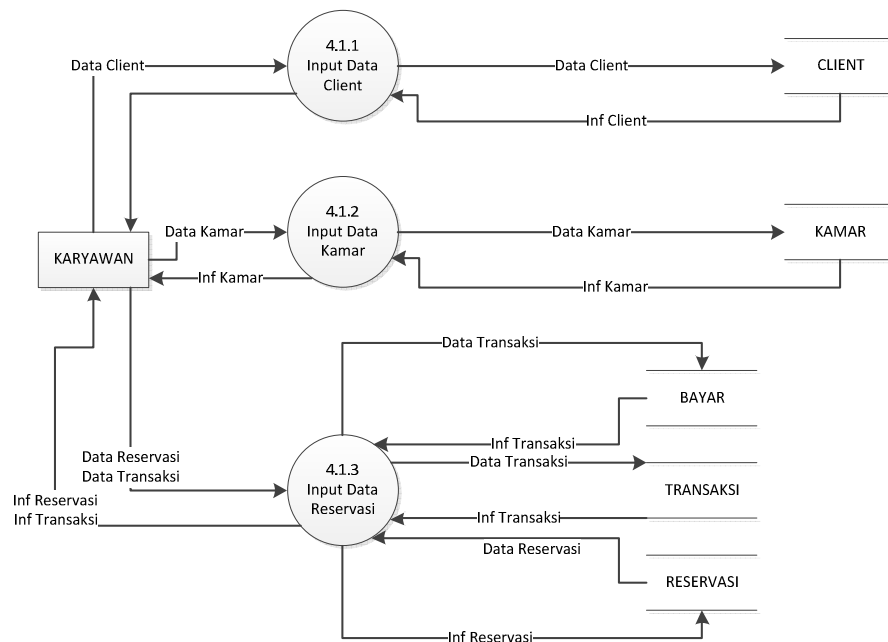 Data Client
4.1.1
Input Data
Client
Data Client
CLIENT
Inf Client
Data Kamar
4.1.2
Input Data
Kamar
Data Kamar
KAMAR
KARYAWAN
Inf Kamar
Inf Kamar
Data Transaksi
BAYAR
Inf Transaksi
Data Reservasi
Data Transaksi
4.1.3
Input Data
Reservasi
Data Transaksi
TRANSAKSI
Inf Reservasi
Inf Transaksi
Inf Transaksi
Data Reservasi
RESERVASI
Inf Reservasi